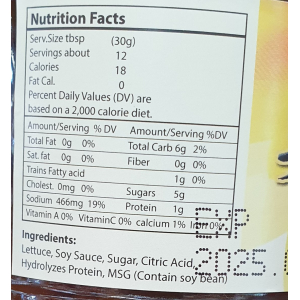 Nutrition Facts
Serv.Size tbsp (30g)
Servings about 12
Calories 18
Fat Cal. 0
Percent Daily Values (DV) are
based on a 2,000 calorie diet.
Amount/Serving % DV Amount/Serving %DV
Total Fat 0g 0% Total Carb 6g 2%
Sat. fat 0g 0% Fiber 0g 0%
Trains Fatty acid 1g 0%
Cholest. 0mg 0% Sugars 5g
Sodium 466mg 19% Protein 1g
Vitamin A 0% VitaminC 0% calcium 1% Iron 0%
EXP
Ingredients:
Lettuce, Soy Sauce, Sugar, Citric Acid,
2025.
Hydrolyzes Protein, MSG (Contain soy bean)